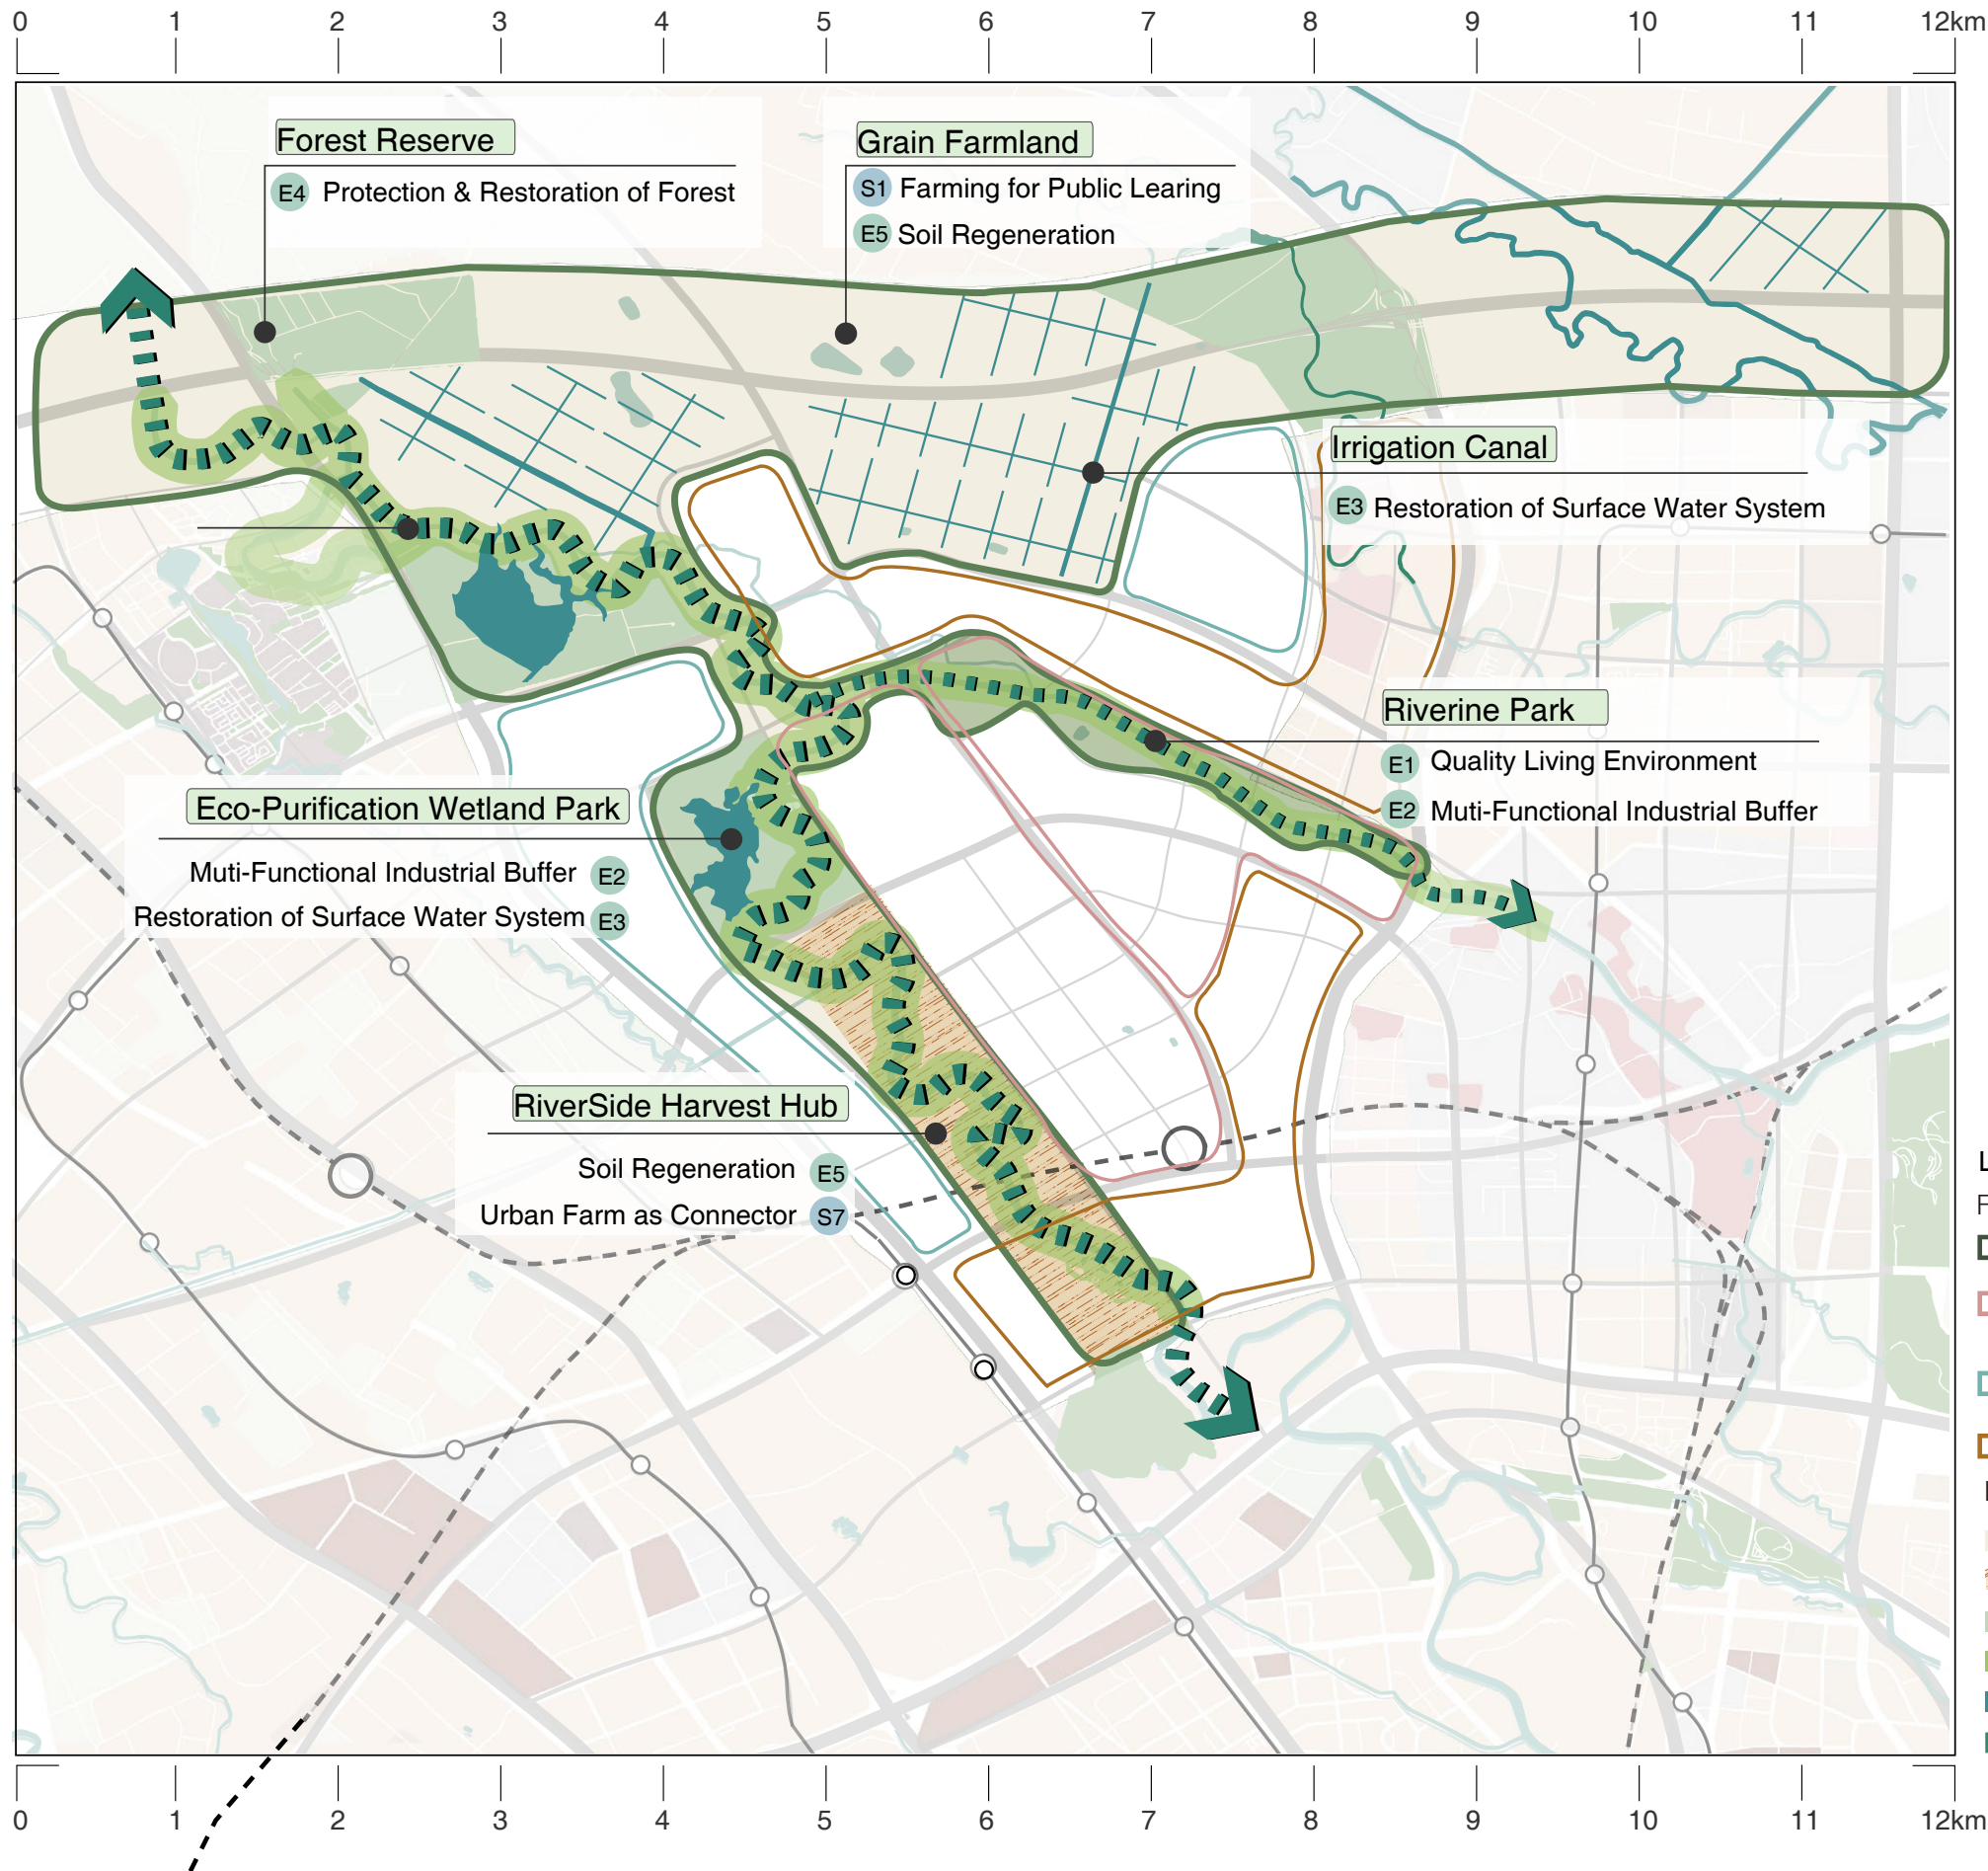 0 1 2 3 4 5 6 7 8 9 10 11 12km
Forest Reserve
E4 Protection & Restoration of Forest
Grain Farmland
S1 Farming for Public Learing
E5 Soil Regeneration
Irrigation Canal
E3 Restoration of Surface Water System
Riverine Park
E1 Quality Living Environment
E2 Muti-Functional Industrial Buffer
Eco-Purification Wetland Park
Muti-Functional Industrial Buffer E2
Restoration of Surface Water System E3
RiverSide Harvest Hub
Soil Regeneration E5
Urban Farm as Connector S7
L
F
0 1 2 3 4 5 6 7 8 9 10 11 12km